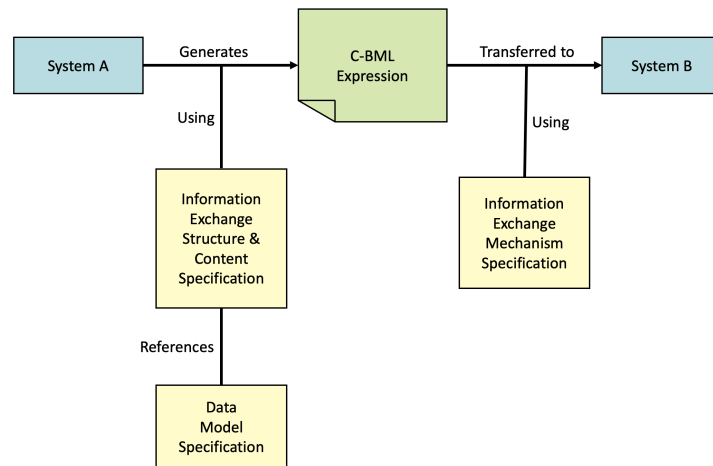 System A
Generates
C-BML
Expression
Transferred to
System B
Using
Using
Information
Exchange
Structure &
Content
Specification
Information
Exchange
Mechanism
Specification
References
Data
Model
Specification